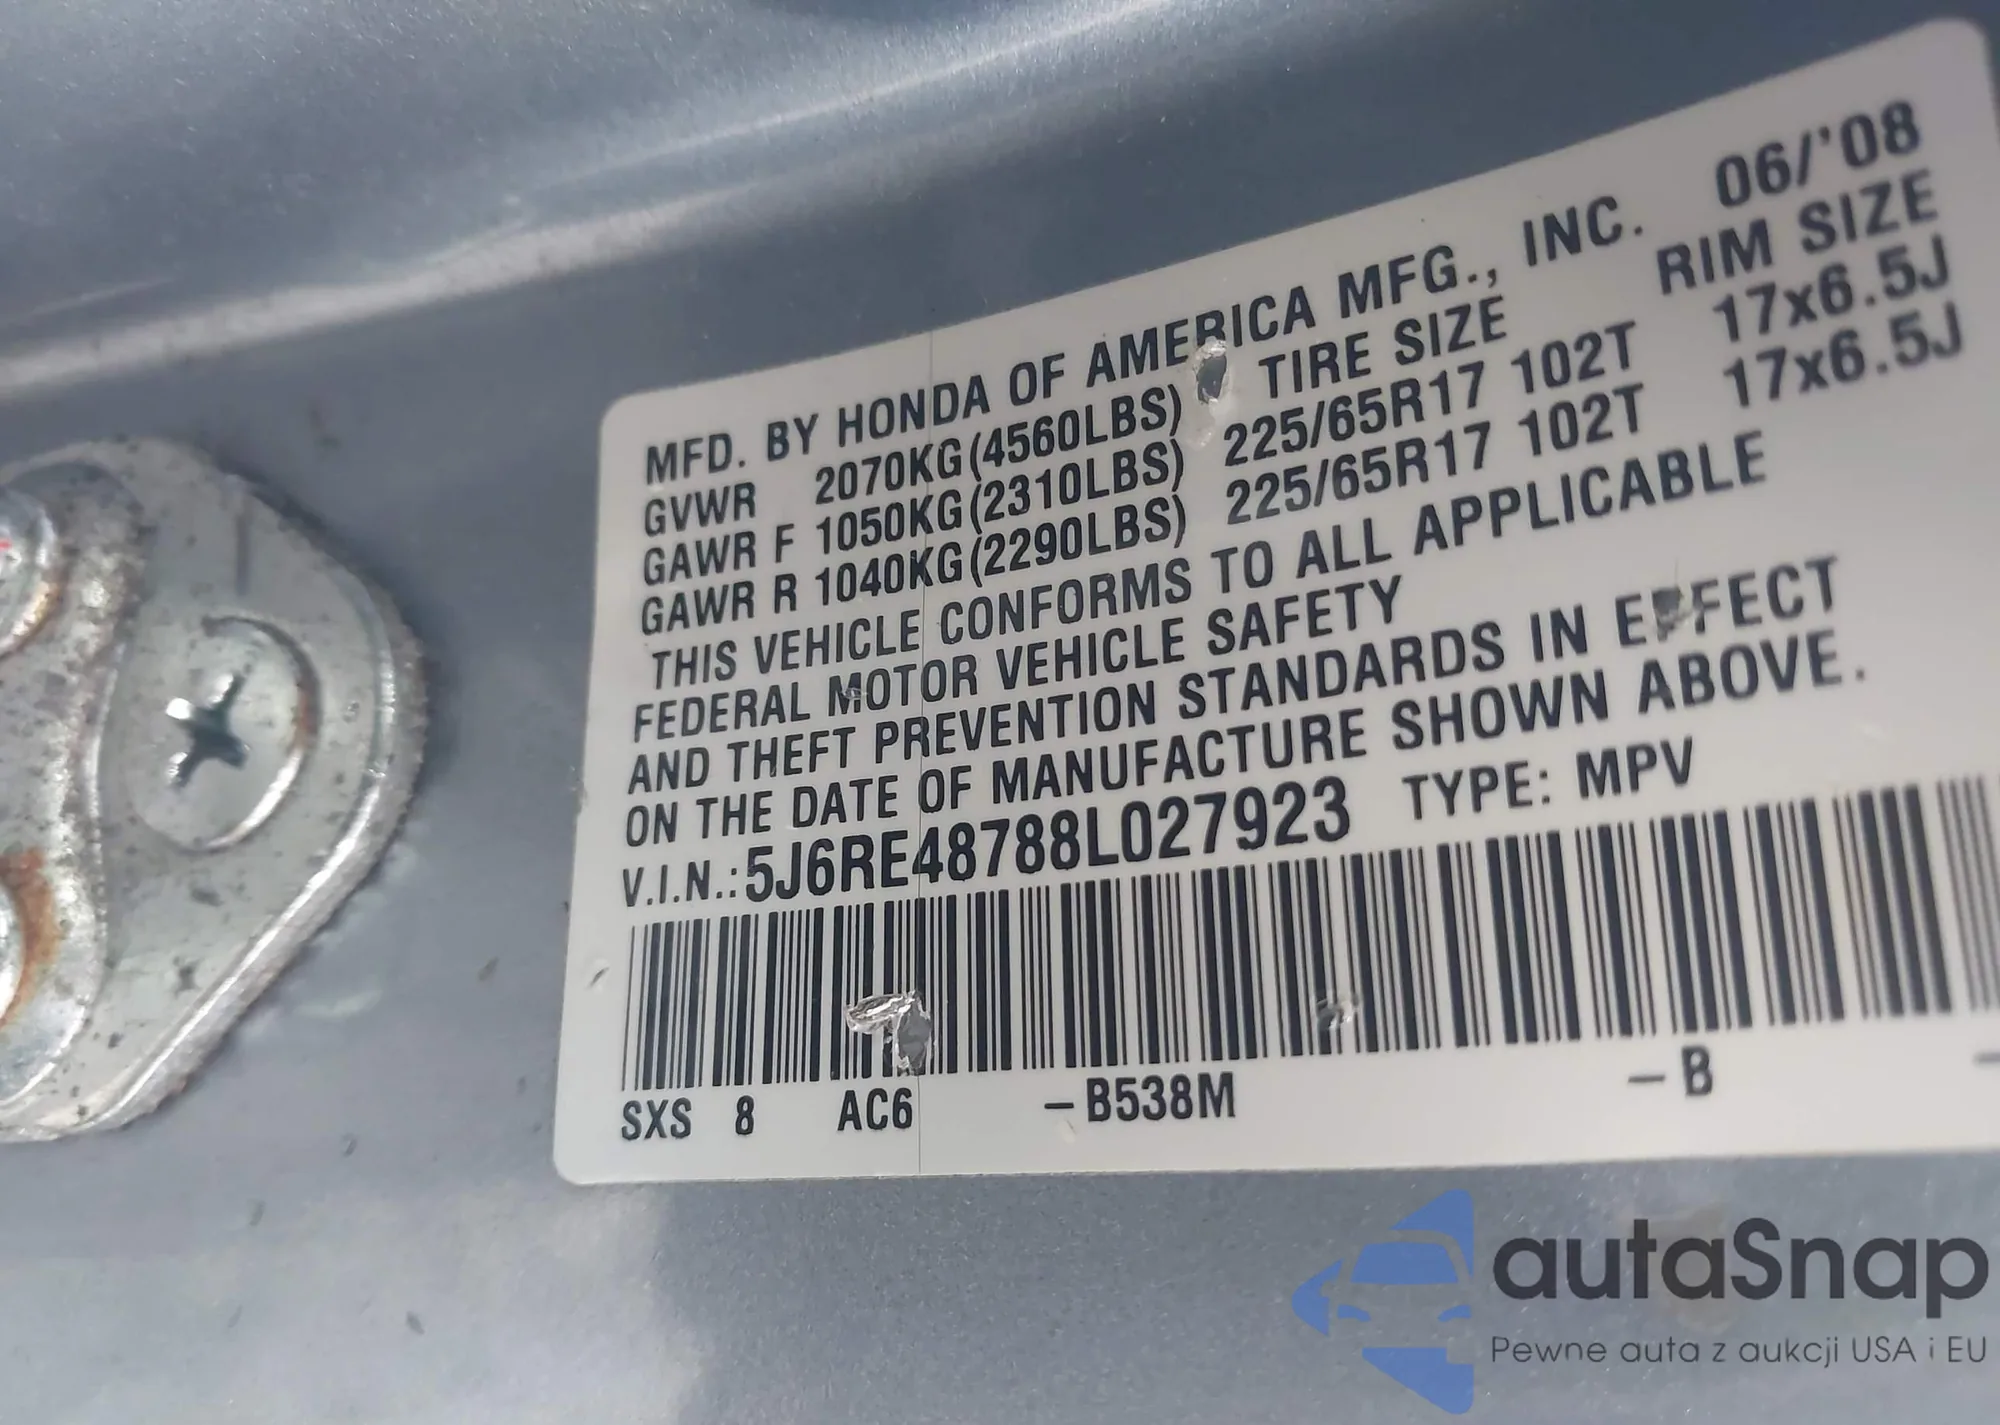 MFD. BY HONDA OF AMERICA MFG., INC. 06/'08
GVWR 2070KG(4560LBS) TIRE SIZE RIM SIZE
GAWR F 1050KG(2310LBS) 225/65R17 102T 17x6.5J
GAWR R 1040KG(2290LBS) 225/65R17 102T 17x6.5J
THIS VEHICLE CONFORMS TO ALL APPLICABLE
FEDERAL MOTOR VEHICLE SAFETY
AND THEFT PREVENTION STANDARDS IN EFFECT
ON THE DATE OF MANUFACTURE SHOWN ABOVE.
V.I.N.:5J6RE48788L027923 TYPE: MPV
SXS 8 AC6 -B538M -B -
autaSnap
Pewne auta z aukcji USA i EU